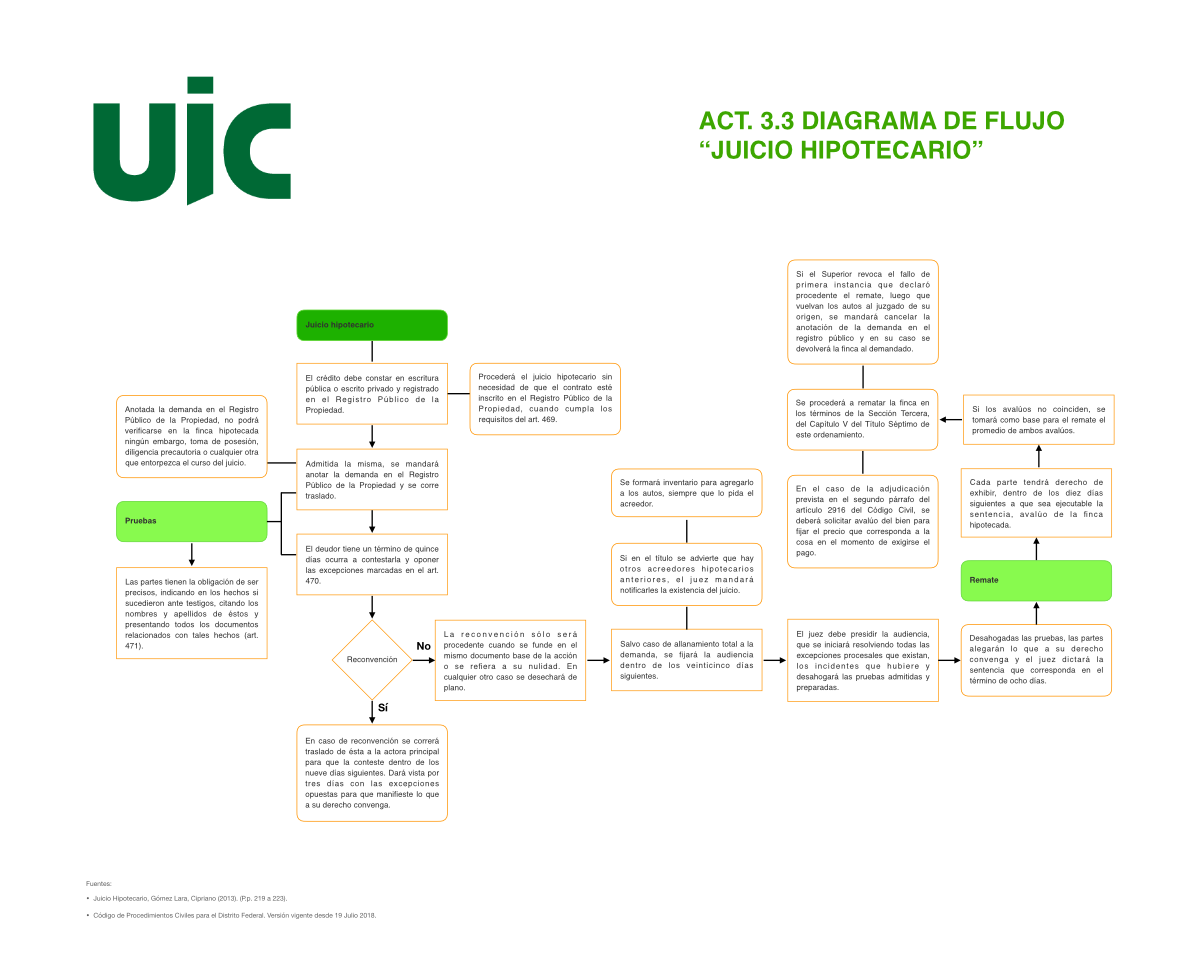 uic
ACT. 3.3 DIAGRAMA DE FLUJO
“JUICIO HIPOTECARIO”
Juicio hipotecario
El crédito debe constar en escritura
pública o escrito privado y registrado
en el Registro Público de la
Propiedad.
Procederá el juicio hipotecario sin
necesidad de que el contrato esté
inscrito en el Registro Público de la
Propiedad, cuando cumpla los
requisitos del art. 469.
Anotada la demanda en el Registro
Público de la Propiedad, no podrá
verificarse en la finca hipotecada
ningún embargo, toma de posesión,
diligencia precautoria o cualquier otra
que entorpezca el curso del juicio.
Admitida la misma, se mandará
anotar la demanda en el Registro
Público de la Propiedad y se corre
traslado.
Pruebas
El deudor tiene un término de quince
días ocurra a contestarla y oponer
las excepciones marcadas en el art.
470.
Las partes tienen la obligación de ser
precisos, indicando en los hechos si
sucedieron ante testigos, citando los
nombres y apellidos de éstos y
presentando todos los documentos
relacionados con tales hechos (art.
471).
Reconvención
No
Sí
En caso de reconvención se correrá
traslado de ésta a la actora principal
para que la conteste dentro de los
nueve días siguientes. Dará vista por
tres días con las excepciones
opuestas para que manifieste lo que
a su derecho convenga.
La reconvención sólo será
procedente cuando se funde en el
mismo documento base de la acción
o se refiera a su nulidad. En
cualquier otro caso se desechará de
plano.
Se formará inventario para agregarlo
a los autos, siempre que lo pida el
acreedor.
Si en el título se advierte que hay
otros acreedores hipotecarios
anteriores, el juez mandará
notificarles la existencia del juicio.
Salvo caso de allanamiento total a la
demanda, se fijará la audiencia
dentro de los veinticinco días
siguientes.
El juez debe presidir la audiencia,
que se iniciará resolviendo todas las
excepciones procesales que existan,
los incidentes que hubiere y
desahogará las pruebas admitidas y
preparadas.
Desahogadas las pruebas, las partes
alegarán lo que a su derecho
convenga y el juez dictará la
sentencia que corresponda en el
término de ocho días.
Remate
Cada parte tendrá derecho de
exhibir, dentro de los diez días
siguientes a que sea ejecutable la
sentencia, avalúo de la finca
hipotecada.
Si los avalúos no coinciden, se
tomará como base para el remate el
promedio de ambos avalúos.
Si el Superior revoca el fallo de
primera instancia que declaró
procedente el remate, luego que
vuelvan los autos al juzgado de su
origen, se mandará cancelar la
anotación de la demanda en el
registro público y en su caso se
devolverá la finca al demandado.
Se procederá a rematar la finca en
los términos de la Sección Tercera,
del Capítulo V del Título Séptimo de
este ordenamiento.
En el caso de la adjudicación
prevista en el segundo párrafo del
artículo 2916 del Código Civil, se
deberá solicitar avalúo del bien para
fijar el precio que corresponda a la
cosa en el momento de exigirse el
pago.
Fuentes:
• Juicio Hipotecario, Gómez Lara, Cipriano (2013). (P.p. 219 a 223),
• Código de Procedimientos Civiles para el Distrito Federal, Versión vigente desde 19 Julio 2018.